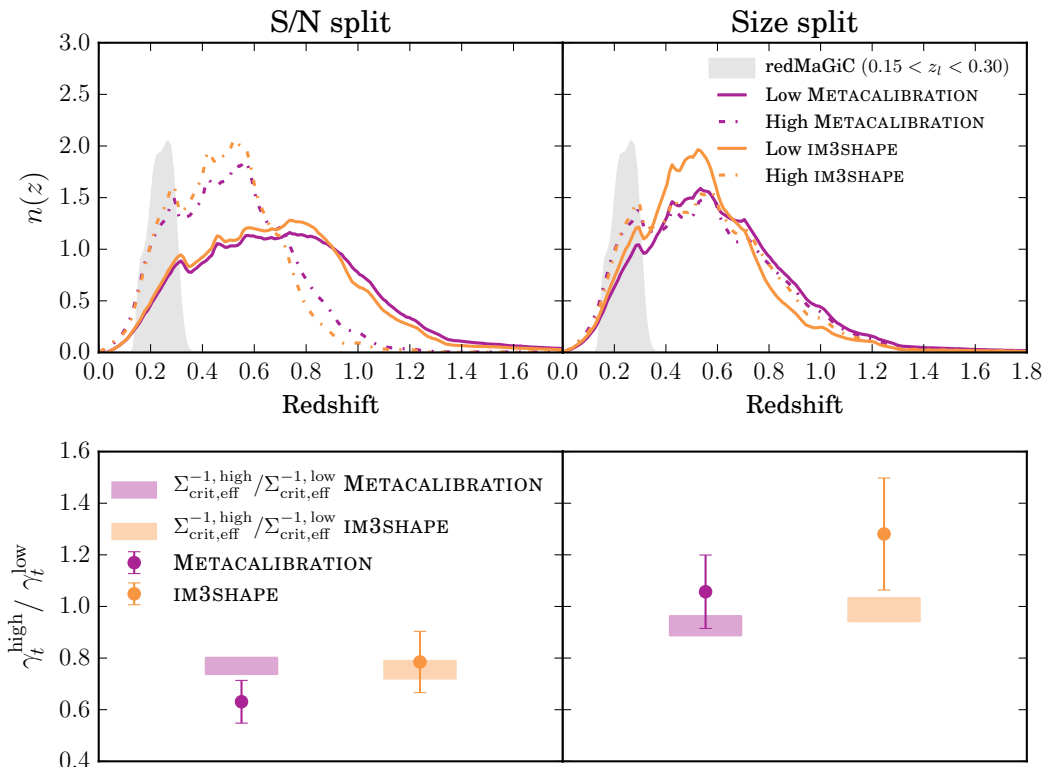 S/N split
Size split
3.0
2.5
2.0
1.5
1.0
0.5
0.0
n(z)
redMaGiC (0.15 < z_l < 0.30)
Low METACALIBRATION
High METACALIBRATION
Low IM3SHAPE
High IM3SHAPE
0.0 0.2 0.4 0.6 0.8 1.0 1.2 1.4 1.6
0.0 0.2 0.4 0.6 0.8 1.0 1.2 1.4 1.6 1.8
Redshift
Redshift
1.6
1.4
1.2
1.0
0.8
0.6
0.4
γ_t^high / γ_t^low
Σ_crit,eff^−1, high/Σ_crit,eff^−1, low METACALIBRATION
Σ_crit,eff^−1, high/Σ_crit,eff^−1, low IM3SHAPE
METACALIBRATION
IM3SHAPE